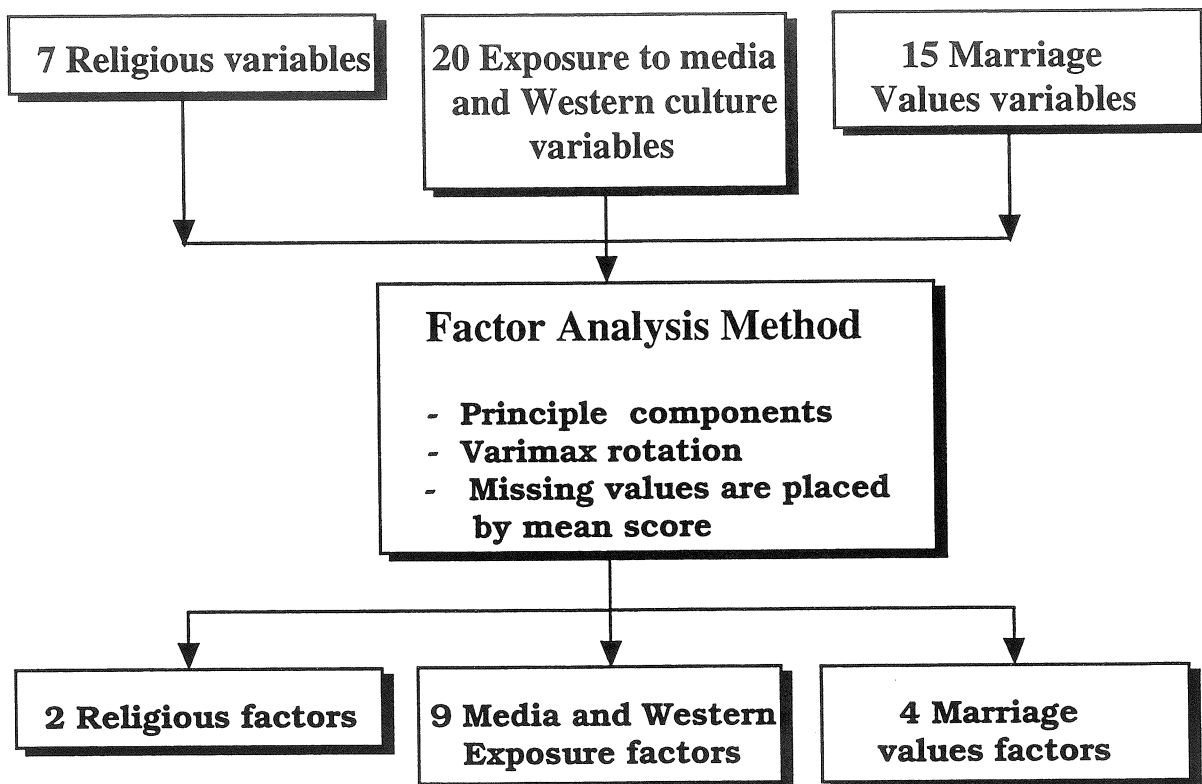 7 Religious variables
20 Exposure to media
and Western culture
variables
15 Marriage
Values variables
Factor Analysis Method
- Principle components
- Varimax rotation
- Missing values are placed
by mean score
2 Religious factors
9 Media and Western
Exposure factors
4 Marriage
values factors